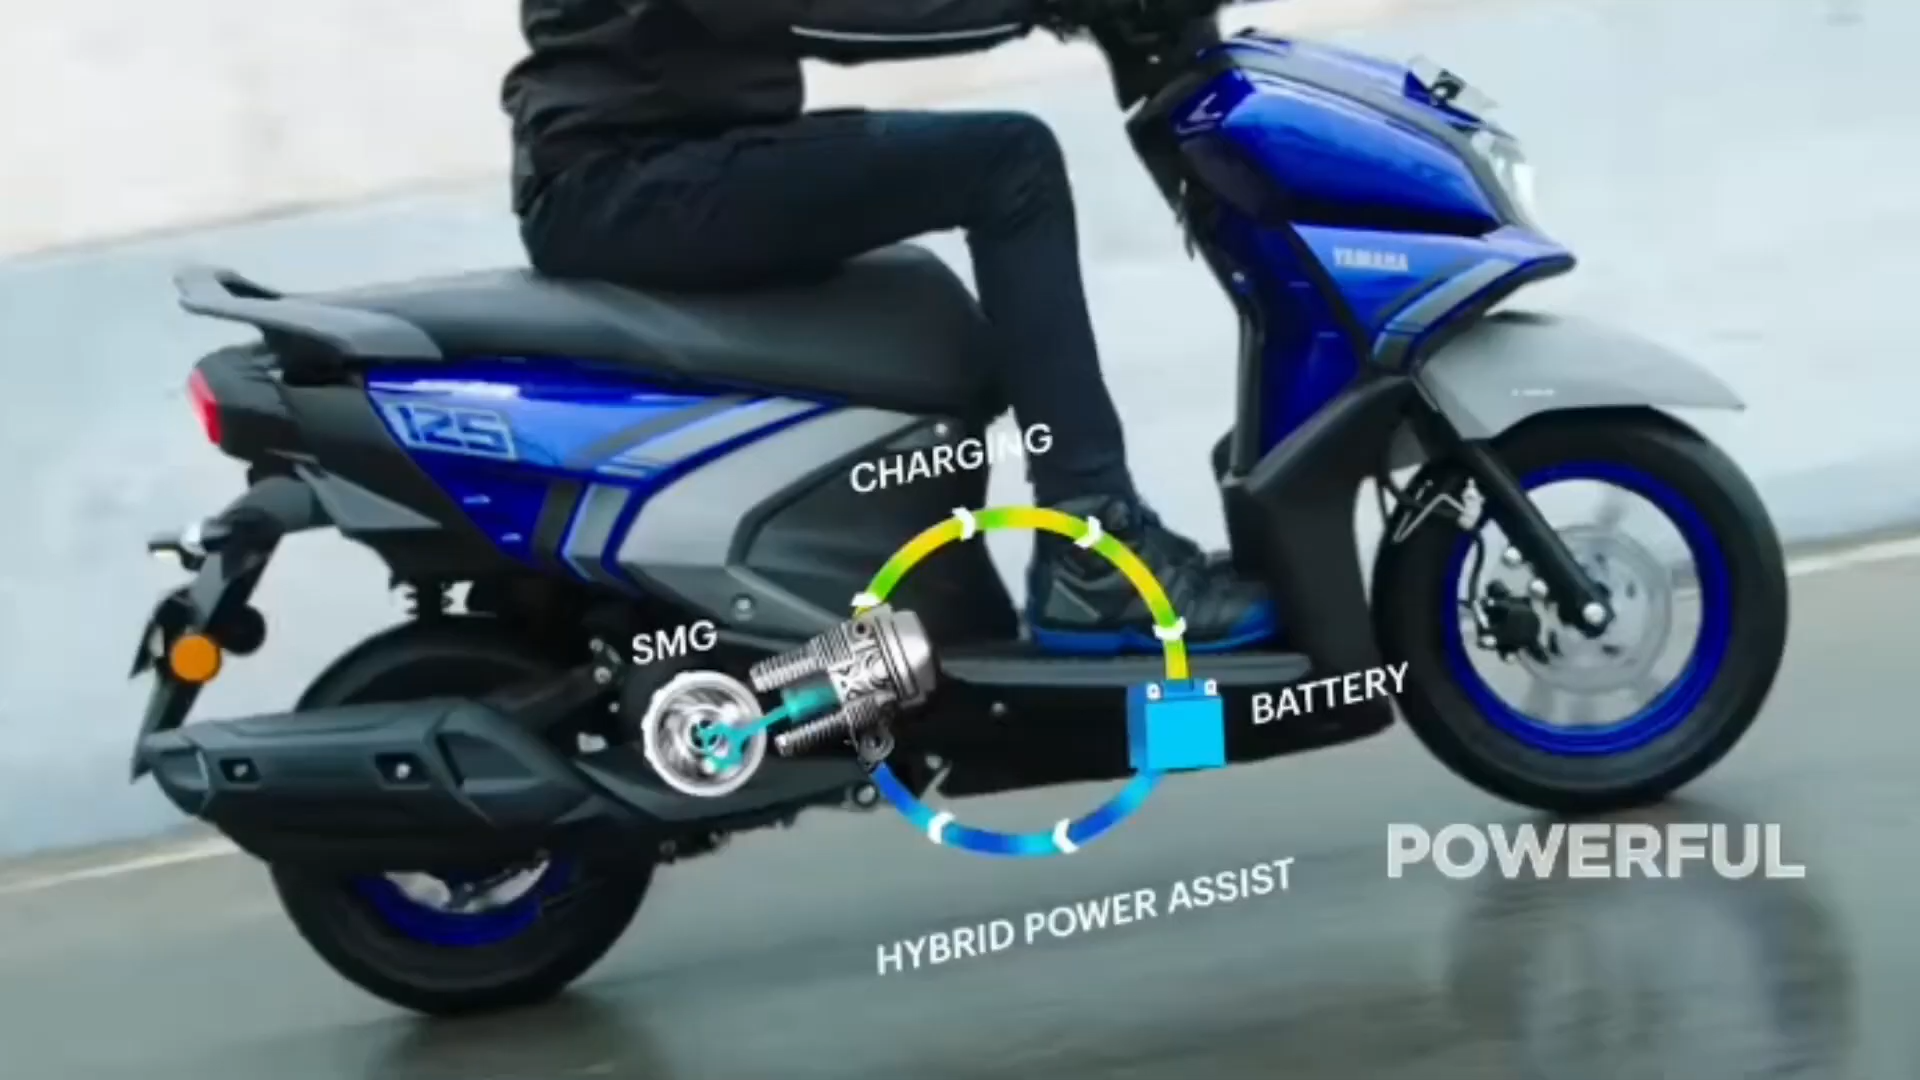 YAMAHA
125
CHARGING
SMG
BATTERY
POWERFUL
HYBRID POWER ASSIST